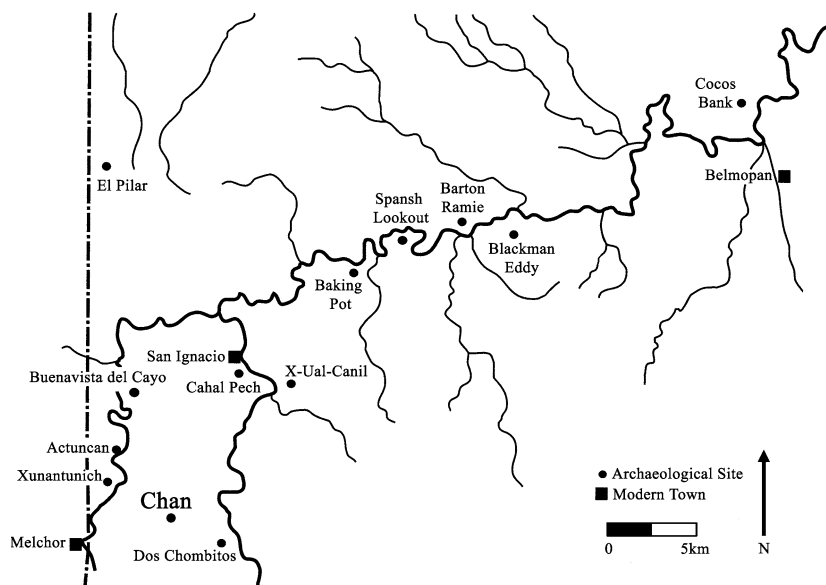 Cocos
Bank
Belmopan
El Pilar
Barton
Ramie
Spansh
Lookout
Blackman
Eddy
Baking
Pot
San Ignacio
X-Ual-Canil
Buenavista del Cayo
Cahal Pech
Actuncan
Xunantunich
Archaeological Site
Modern Town
Chan
0
5km
N
Melchor
Dos Chombitos